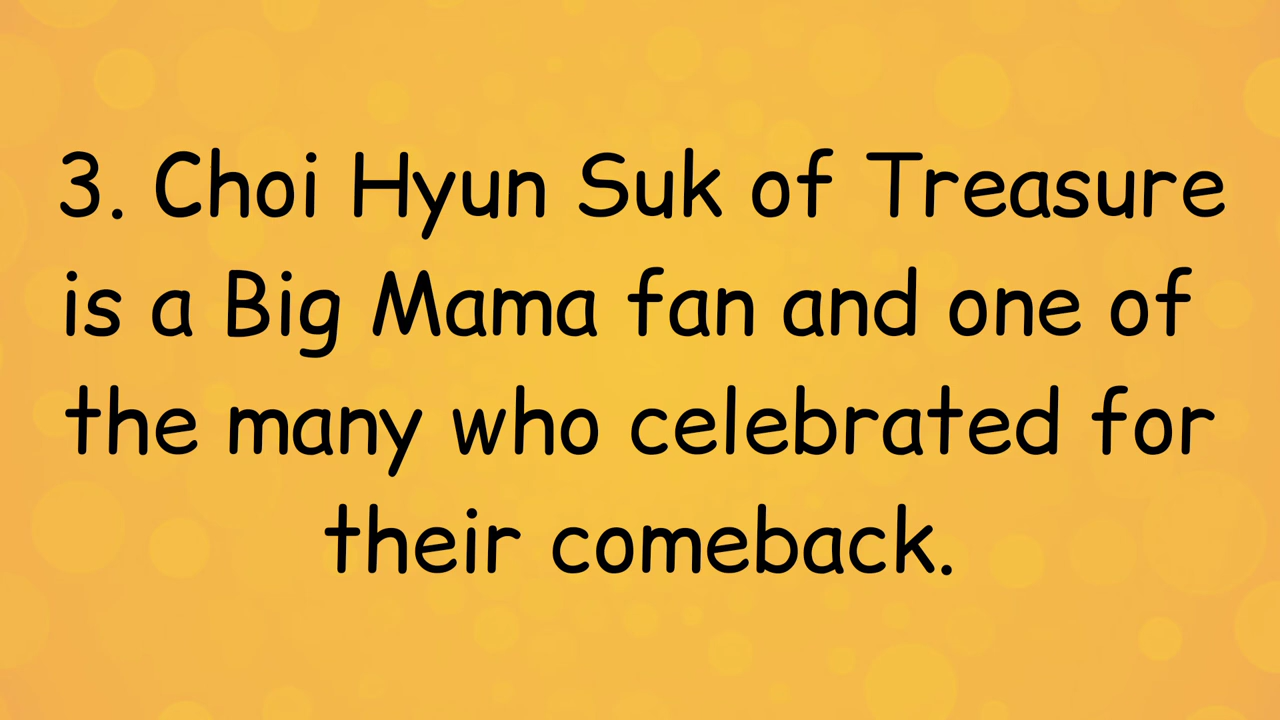 3. Choi Hyun Suk of Treasure
is a Big Mama fan and one of
the many who celebrated for
their comeback.